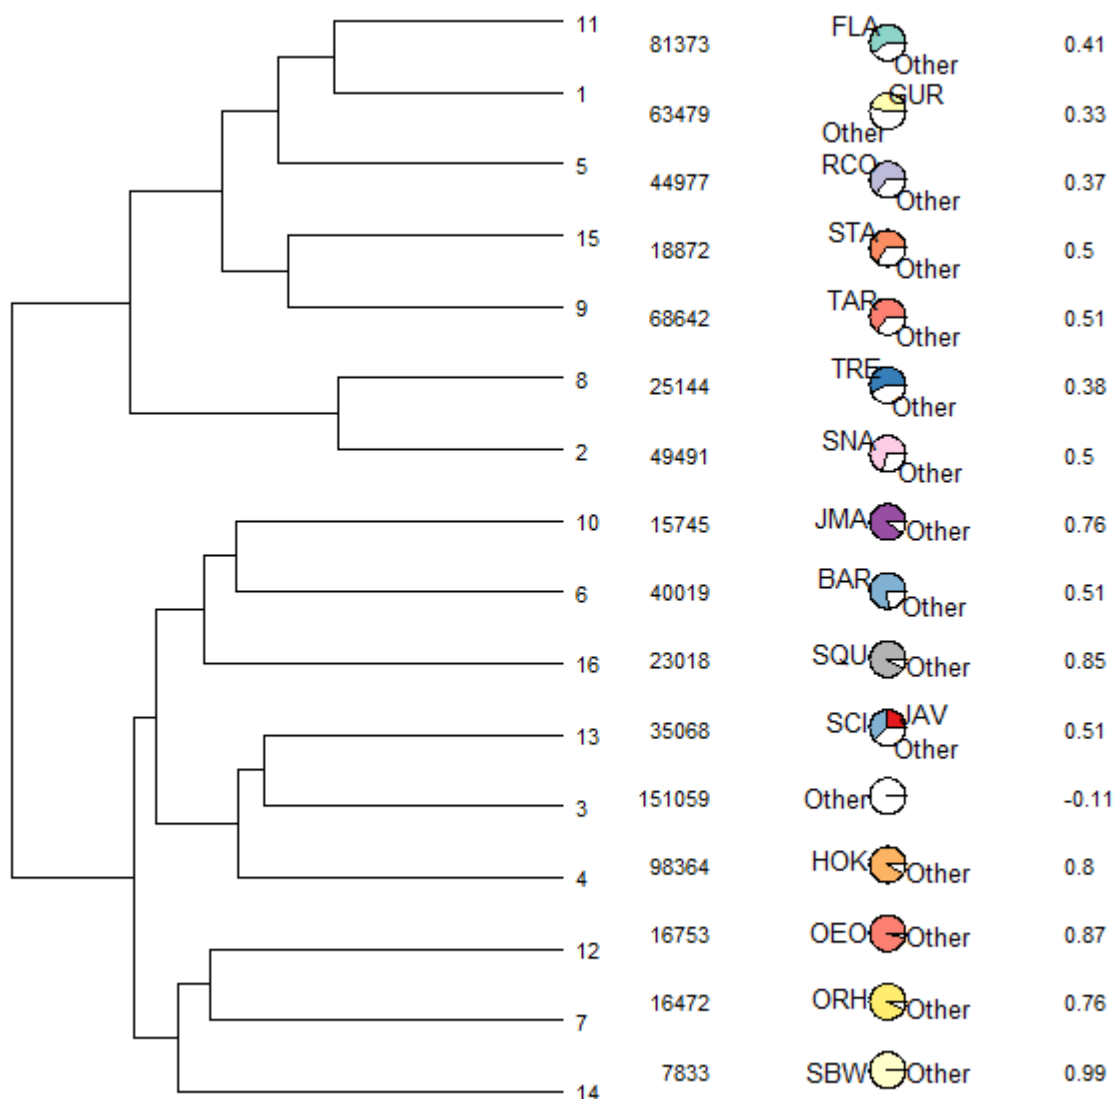 11
81373 FLA Other 0.41
1
63479 GUR Other 0.33
5
44977 RCO Other 0.37
15
18872 STA Other 0.5
9
68642 TAR Other 0.51
8
25144 TRE Other 0.38
2
49491 SNA Other 0.5
10
15745 JMA Other 0.76
6
40019 BAR Other 0.51
16
23018 SQU Other 0.85
13
35068 SCI JAV Other 0.51
3
151059 Other -0.11
4
98364 HOK Other 0.8
12
16753 OEO Other 0.87
7
16472 ORH Other 0.76
14
7833 SBW Other 0.99